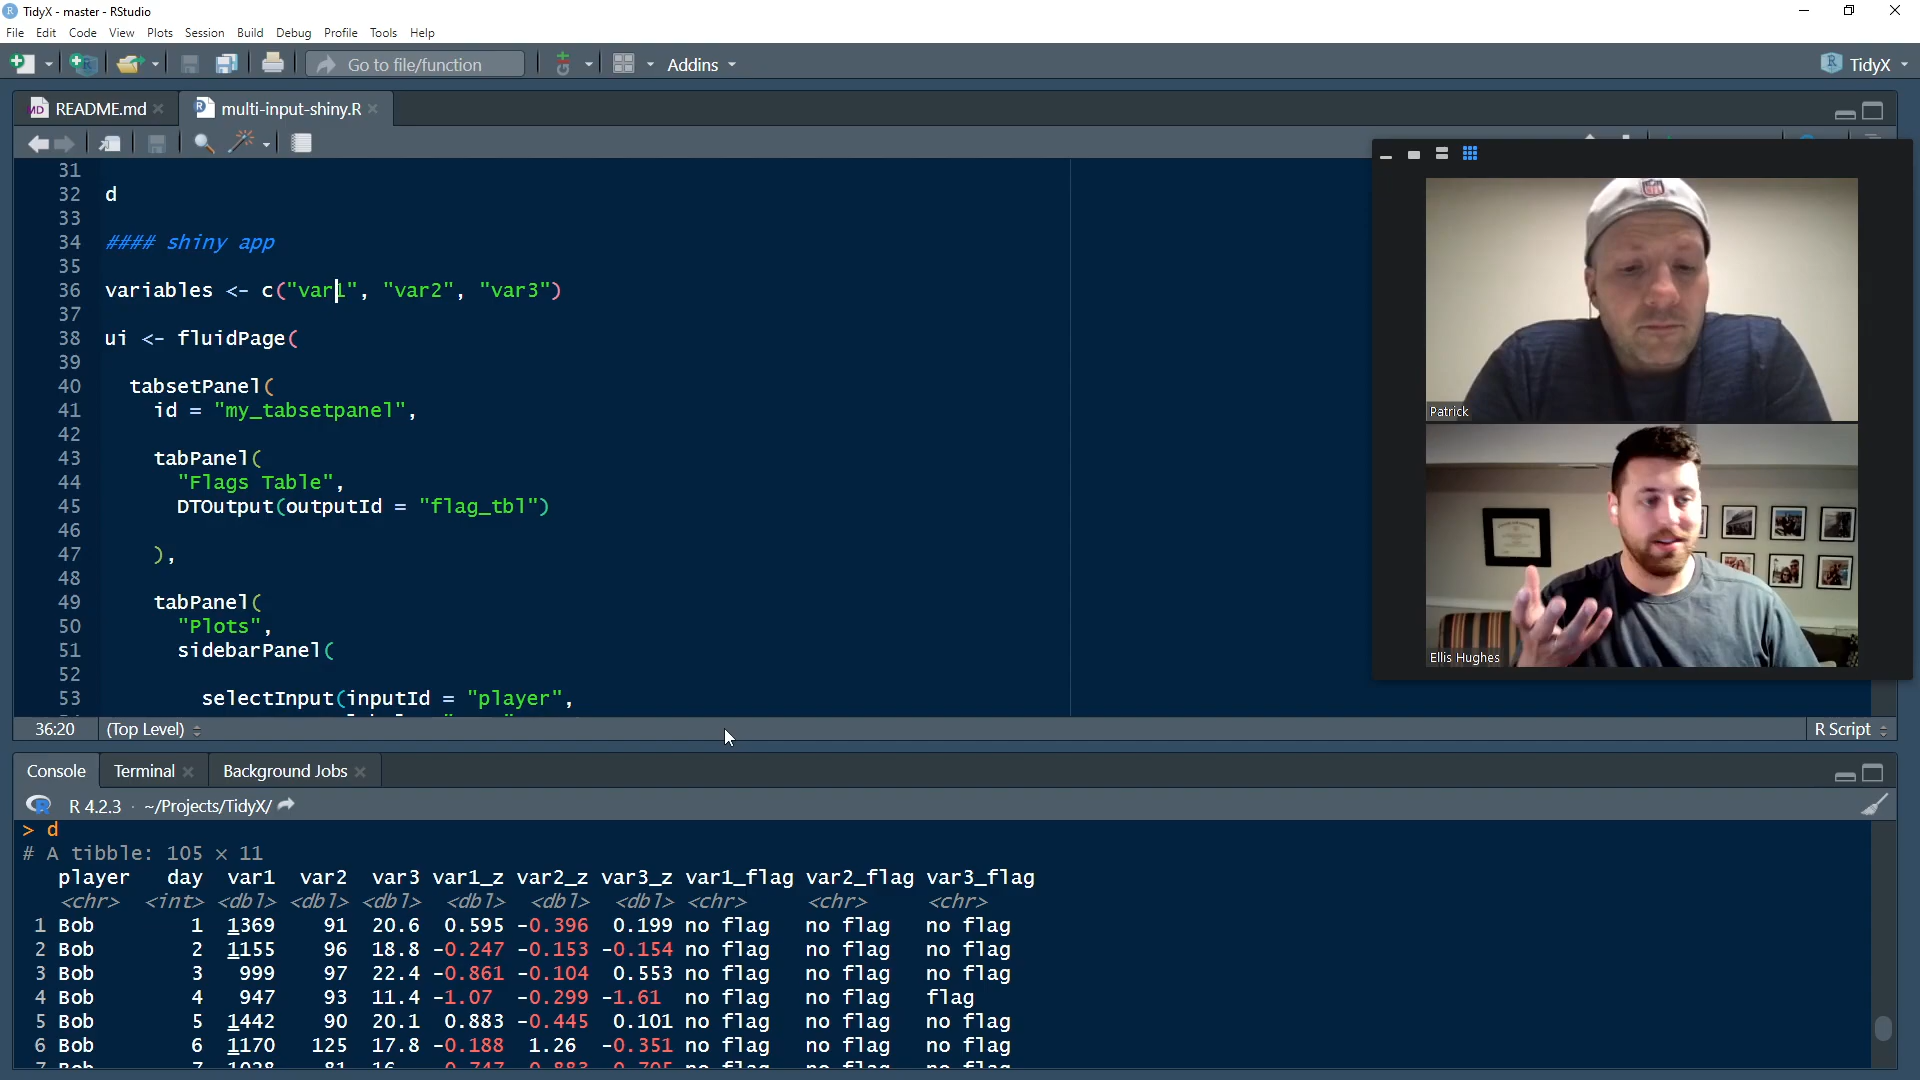 TidyX - master - RStudio
File Edit Code View Plots Session Build Debug Profile Tools Help
Go to file/function Addins TidyX
README.md multi-input-shiny.R
31
32 d
33
34 #### shiny app
35
36 variables <- c("var1", "var2", "var3")
37
38 ui <- fluidPage(
39
40 tabsetPanel(
41 id = "my_tabsetpanel",
42
43 tabPanel(
44 "Flags Table",
45 DTOutput(outputId = "flag_tbl")
46
47 ),
48
49 tabPanel(
50 "Plots",
51 sidebarPanel(
52
53 selectInput(inputId = "player",
Patrick
Ellis Hughes
36:20 (Top Level) R Script
Console Terminal Background Jobs
R 4.2.3 · ~/Projects/TidyX/
> d
# A tibble: 105 × 11
player day var1 var2 var3 var1_z var2_z var3_z var1_flag var2_flag var3_flag
<chr> <int> <dbl> <dbl> <dbl> <dbl> <dbl> <dbl> <chr> <chr> <chr>
1 Bob 1 1369 91 20.6 0.595 -0.396 0.199 no flag no flag no flag
2 Bob 2 1155 96 18.8 -0.247 -0.153 -0.154 no flag no flag no flag
3 Bob 3 999 97 22.4 -0.861 -0.104 0.553 no flag no flag no flag
4 Bob 4 947 93 11.4 -1.07 -0.299 -1.61 no flag no flag flag
5 Bob 5 1442 90 20.1 0.883 -0.445 0.101 no flag no flag no flag
6 Bob 6 1170 125 17.8 -0.188 1.26 -0.351 no flag no flag no flag